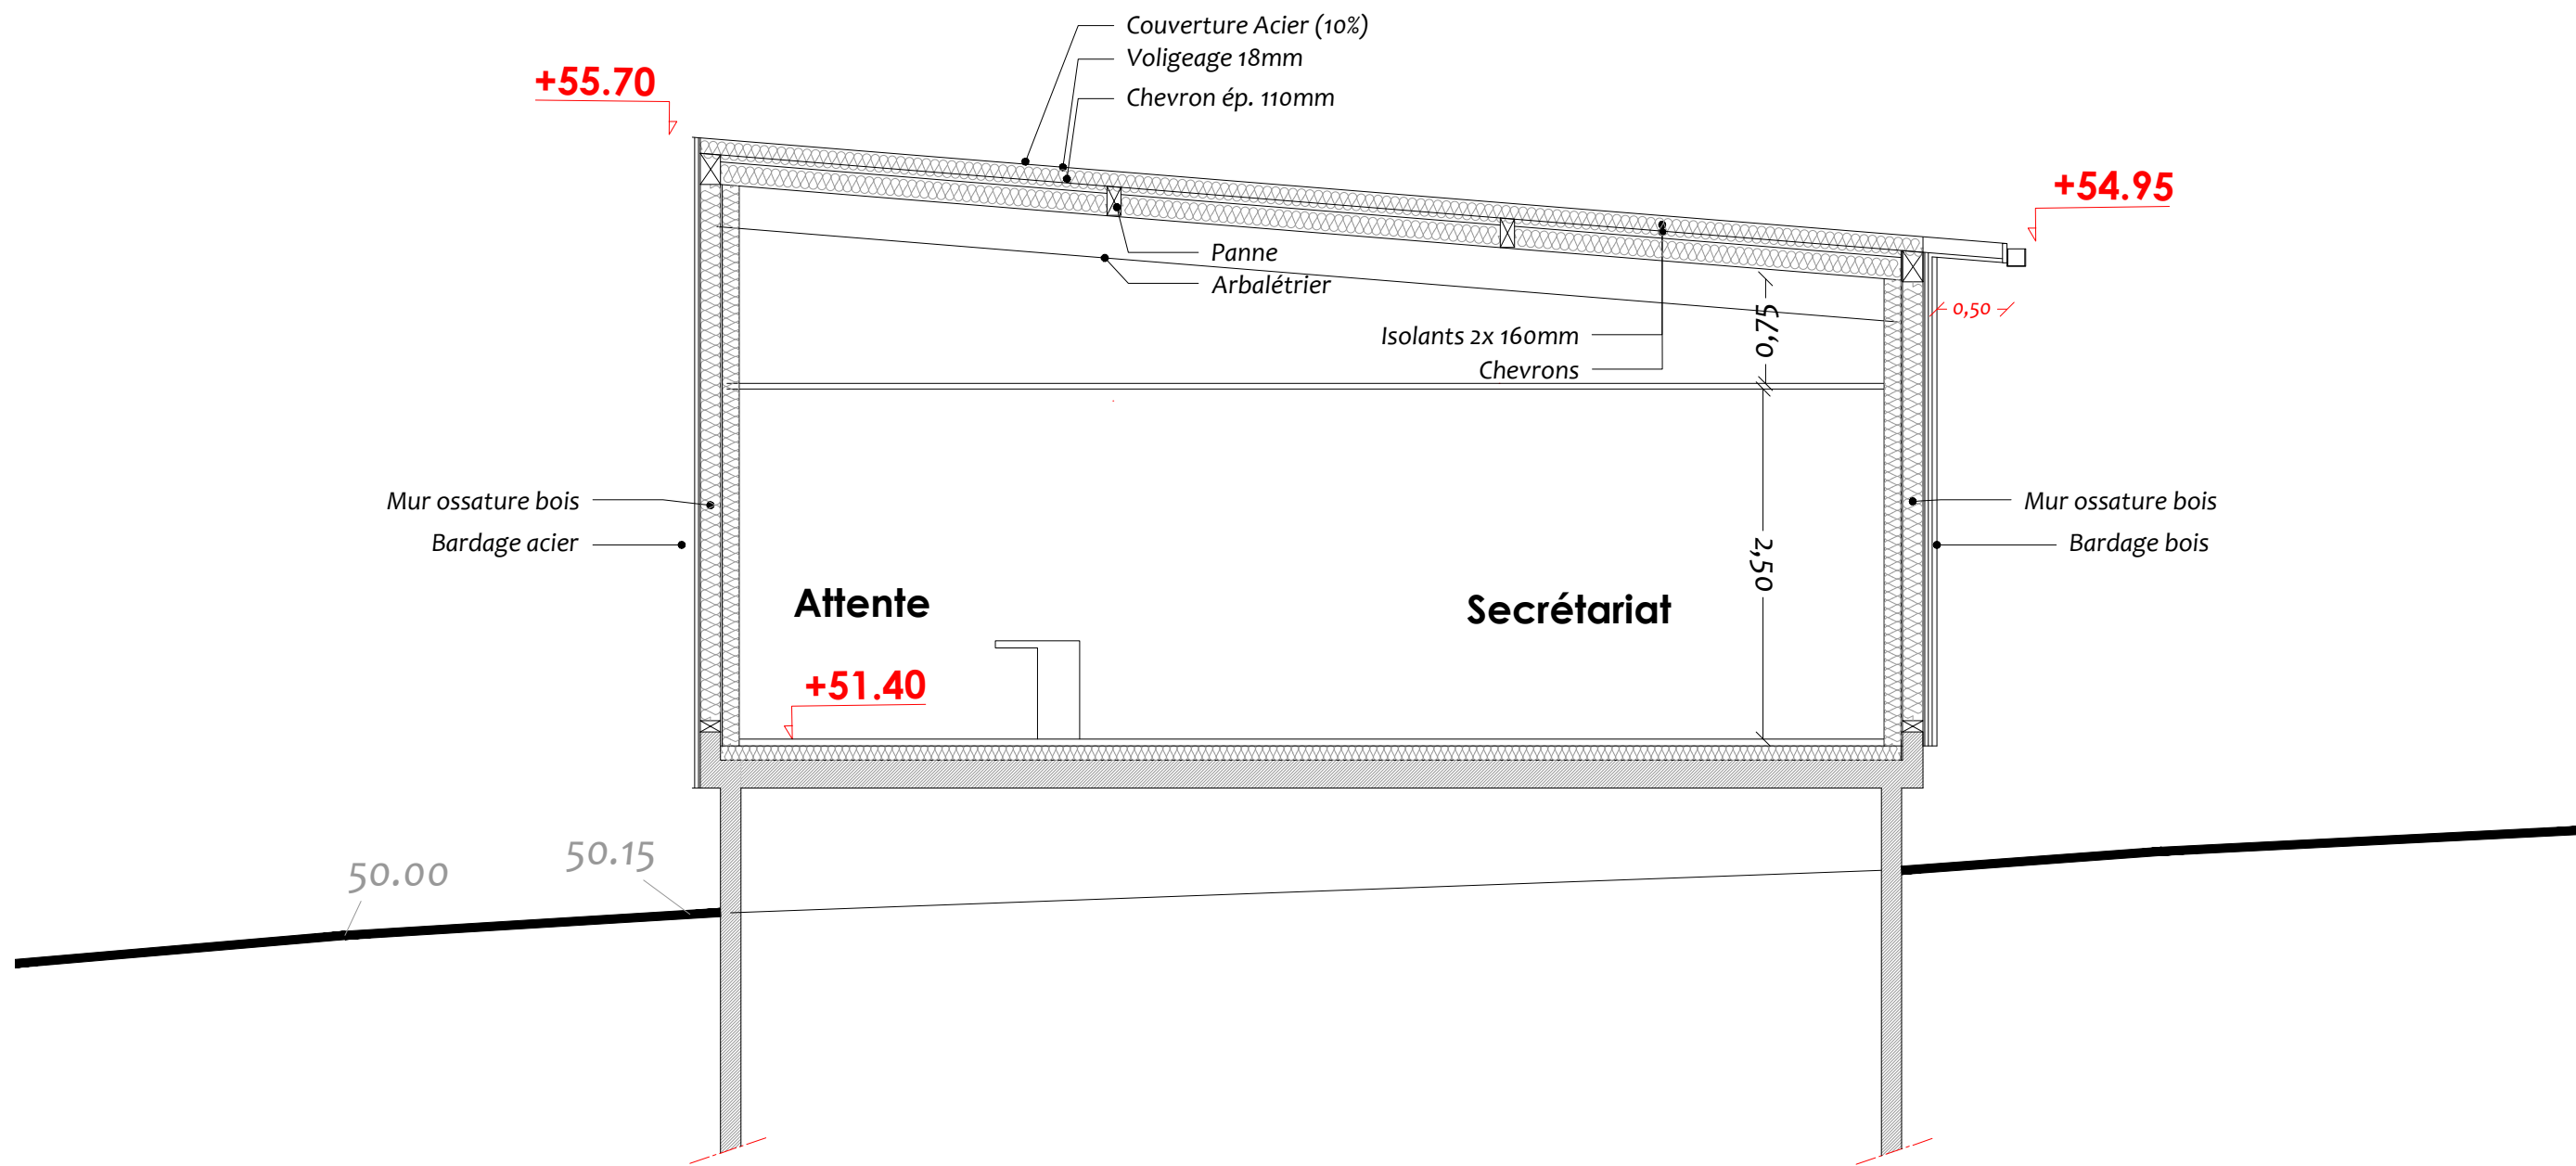 Couverture Acier (10%)
Voligeage 18mm
Chevron ép. 110mm
+55.70
+54.95
Panne
Arbalétrier
0,75
0,50
Isolants 2x 160mm
Chevrons
Mur ossature bois
Bardage acier
2,50
Mur ossature bois
Bardage bois
Attente
Secrétariat
+51.40
50.00
50.15